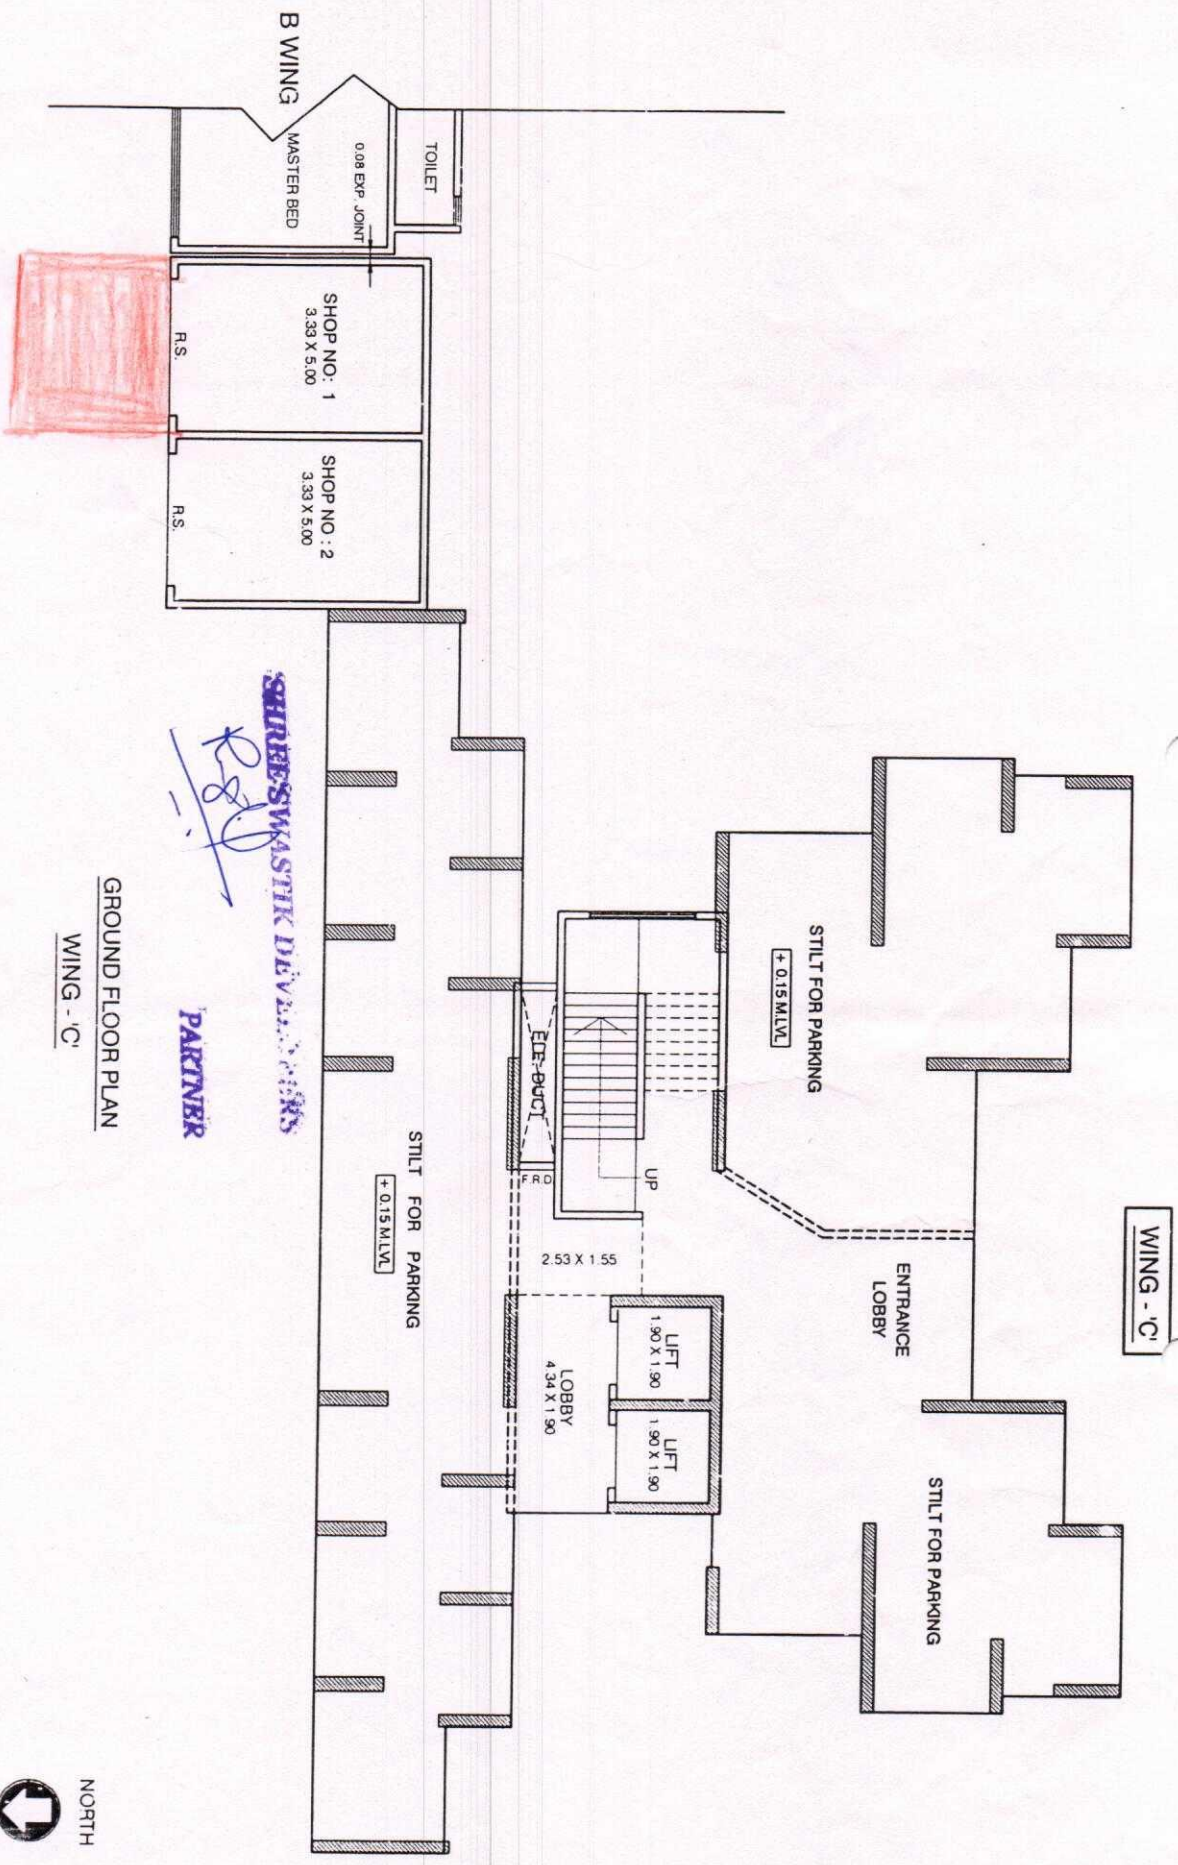 WING - 'C'
B WING
TOILET
0.08 EXP. JOINT
MASTER BED
SHOP NO: 1
3.33 X 5.00
R.S.
SHOP NO : 2
3.33 X 5.00
R.S.
STILT FOR PARKING
+ 0.15 M.LVL
ENTRANCE
LOBBY
STILT FOR PARKING
UP
ELE. DUCT
F.R.D
2.53 X 1.55
LIFT
1.90 X 1.90
LIFT
1.90 X 1.90
LOBBY
4.34 X 1.90
STILT FOR PARKING
+ 0.15 M.LVL
SHREE SWASTIK
PARTNER
GROUND FLOOR PLAN
WING - 'C'
NORTH